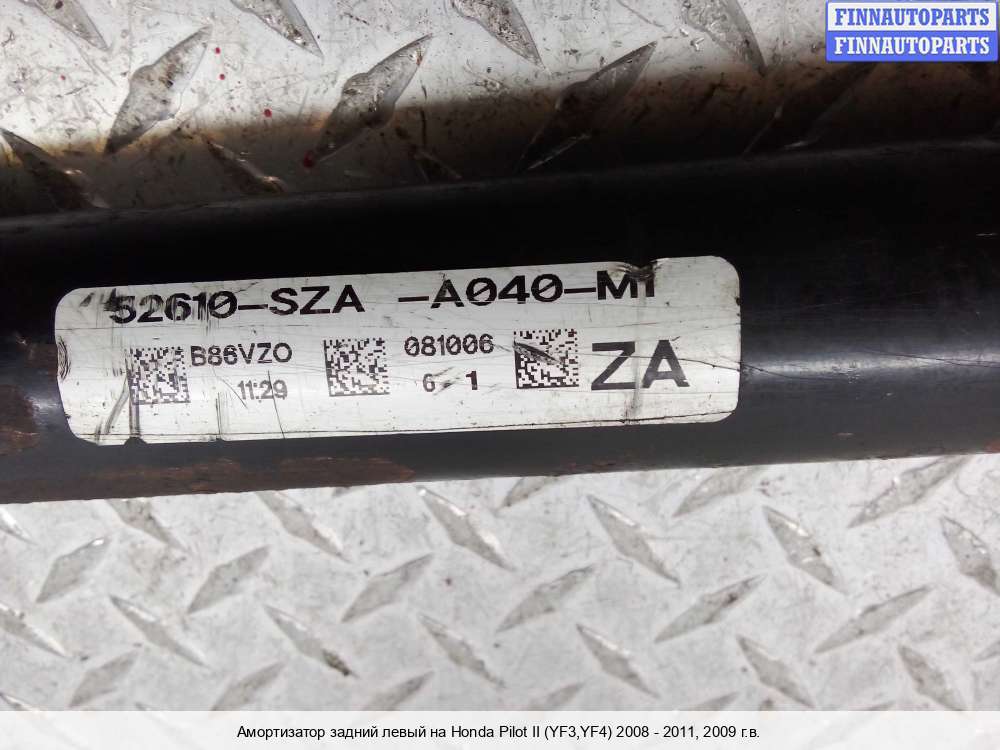 FINNAUTOPARTS
FINNAUTOPARTS
52610-SZA -A040-M1
B86VZO 081006 ZA
11:29 6 1
Амортизатор задний левый на Honda Pilot II (YF3,YF4) 2008 - 2011, 2009 г.в.